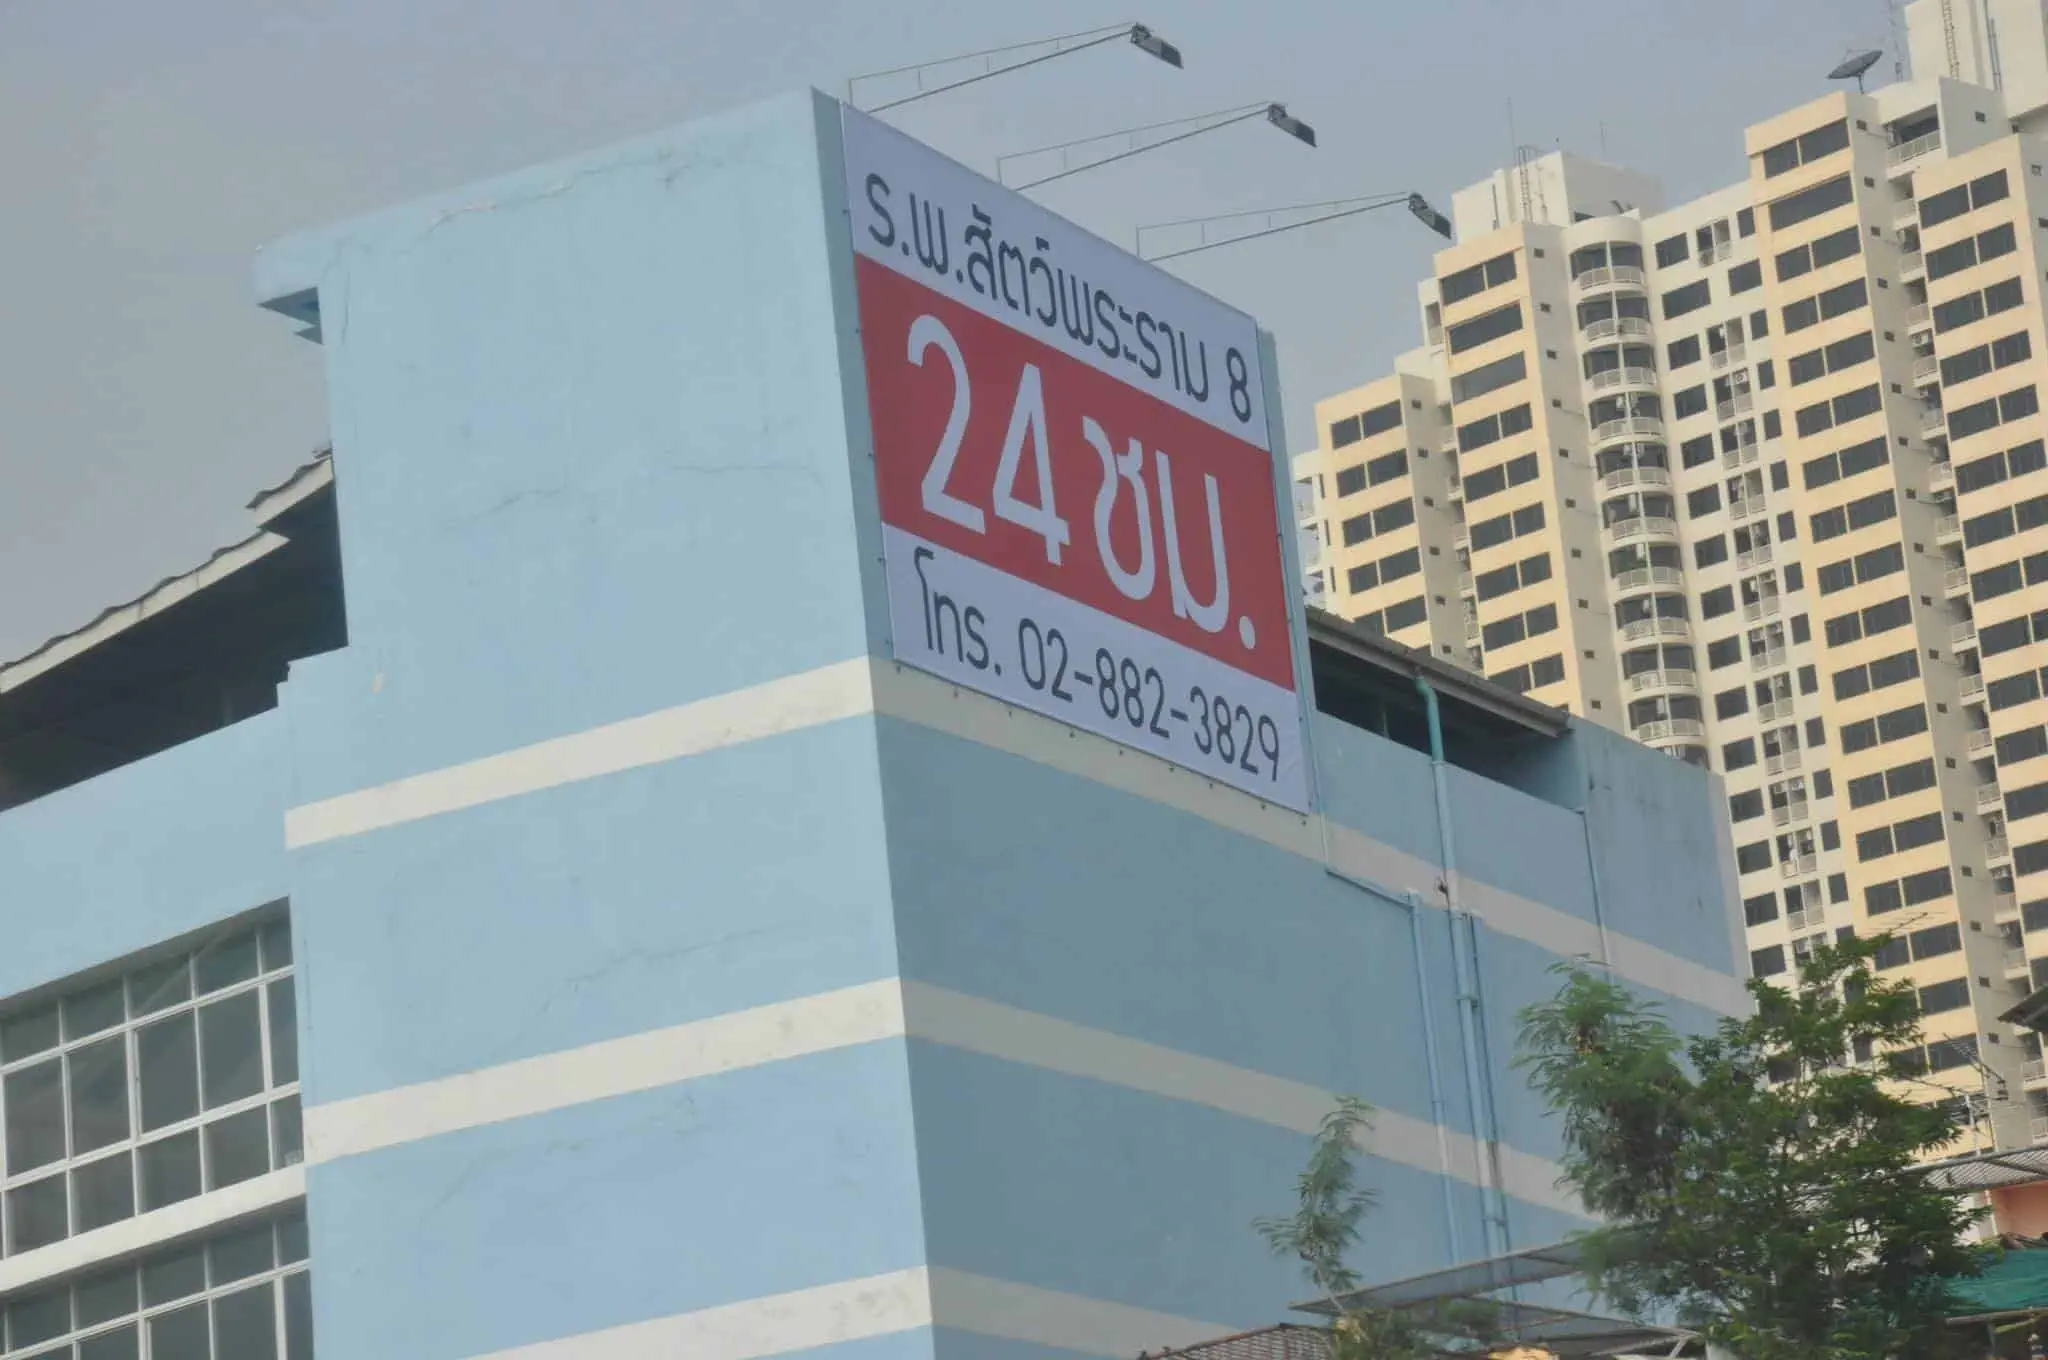 ร.พ.สัตว์พระราม 8
24 ชม.
โทร. 02-882-3829